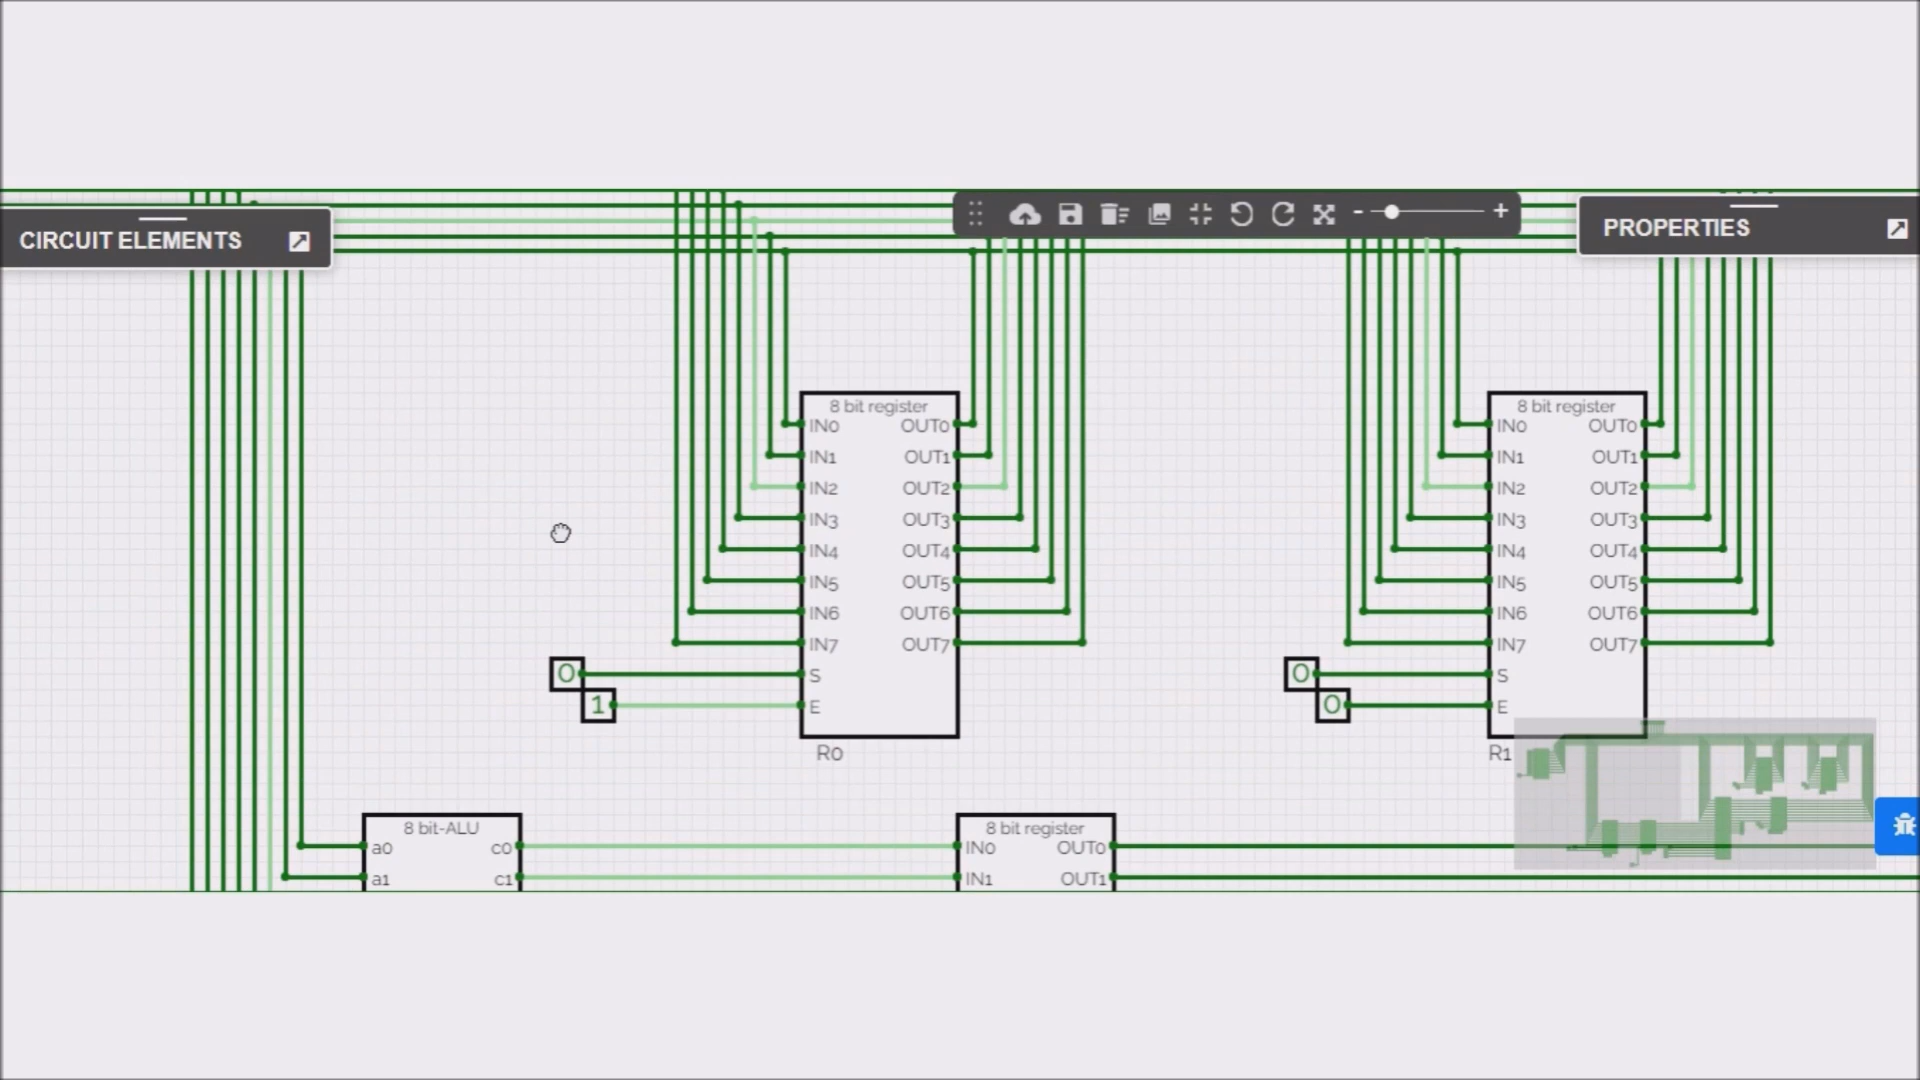 CIRCUIT ELEMENTS
- +
PROPERTIES
8 bit register
IN0 OUT0
IN1 OUT1
IN2 OUT2
IN3 OUT3
IN4 OUT4
IN5 OUT5
IN6 OUT6
IN7 OUT7
0 S
1 E
R0
8 bit register
IN0 OUT0
IN1 OUT1
IN2 OUT2
IN3 OUT3
IN4 OUT4
IN5 OUT5
IN6 OUT6
IN7 OUT7
0 S
0 E
R1
8 bit-ALU
a0 c0
a1 c1
8 bit register
IN0 OUT0
IN1 OUT1